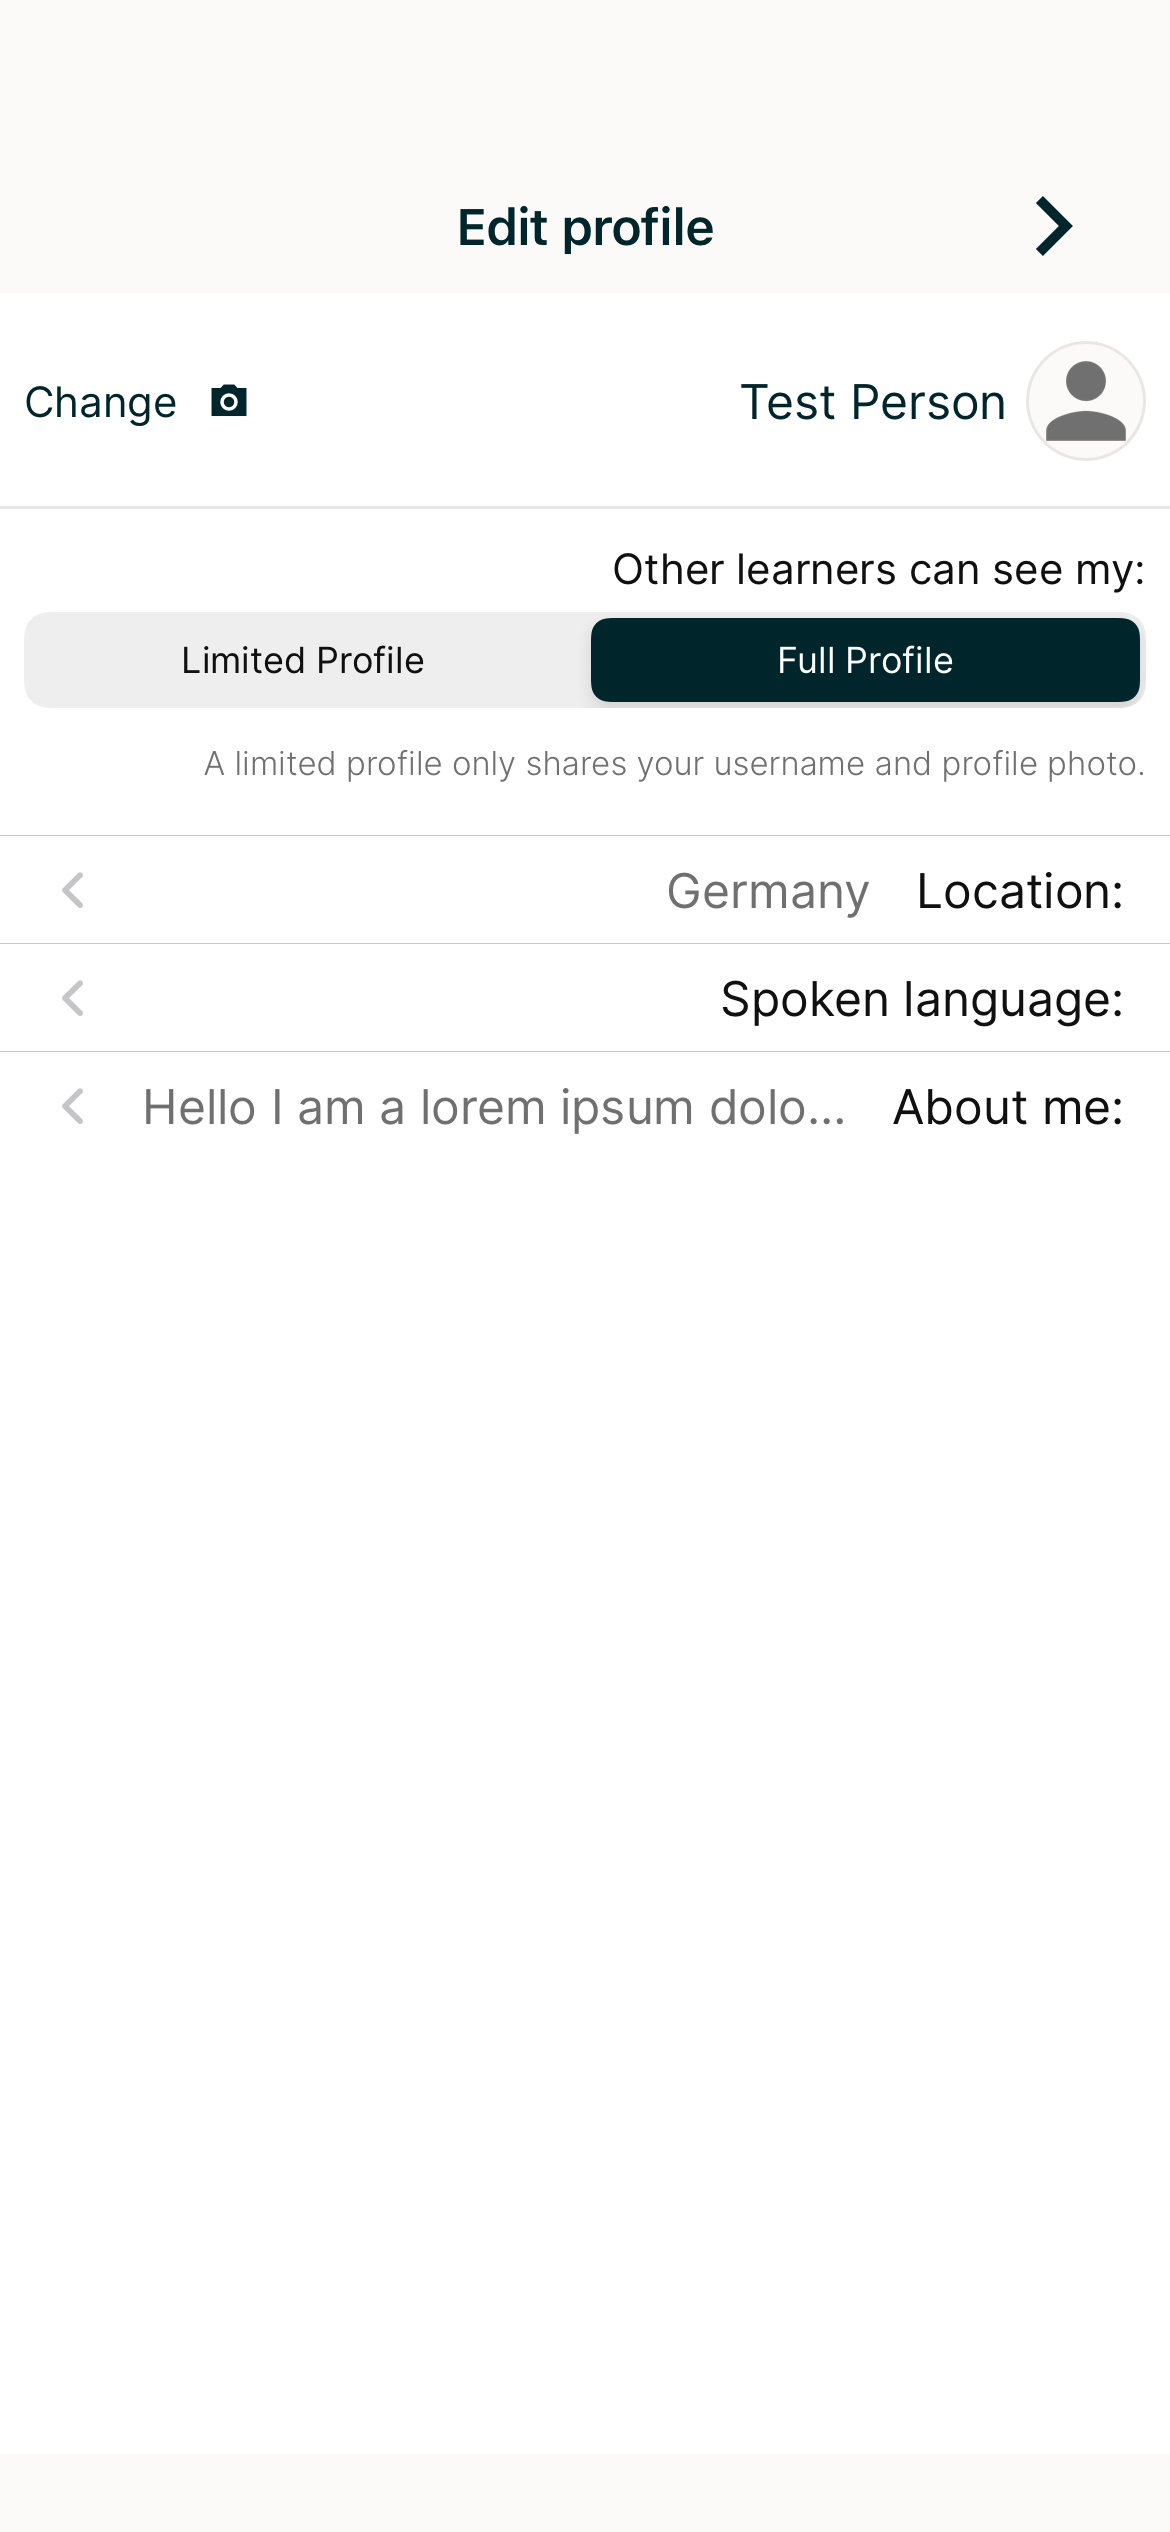 Edit profile
Test Person
Change
Other learners can see my:
Full Profile
Limited Profile
A limited profile only shares your username and profile photo.
Location: Germany
Spoken language:
About me: Hello I am a lorem ipsum dolo...